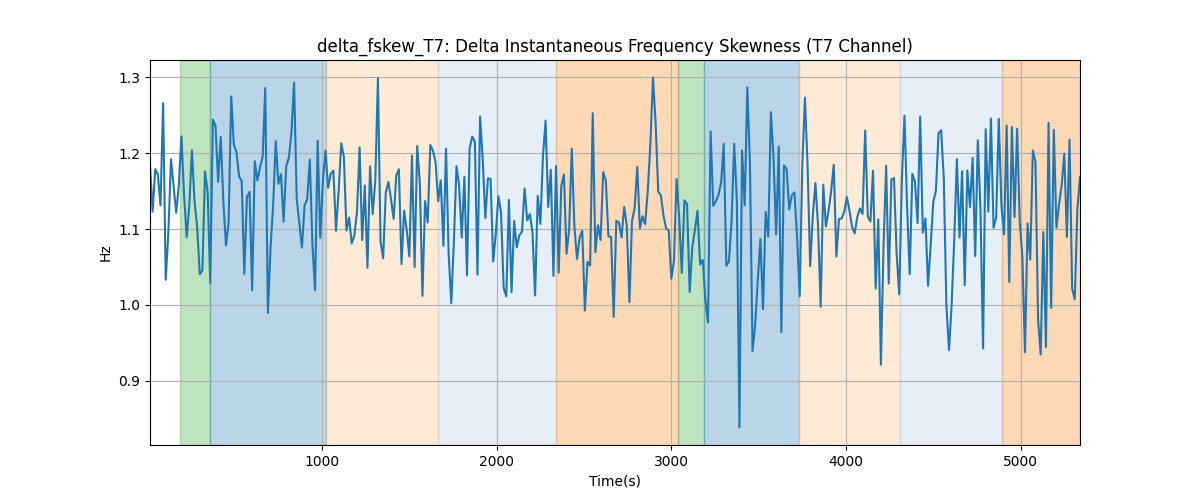 delta_fskew_T7: Delta Instantaneous Frequency Skewness (T7 Channel)
1.3
1.2
1.1
1.0
0.9
Hz
1000 2000 3000 4000 5000
Time(s)